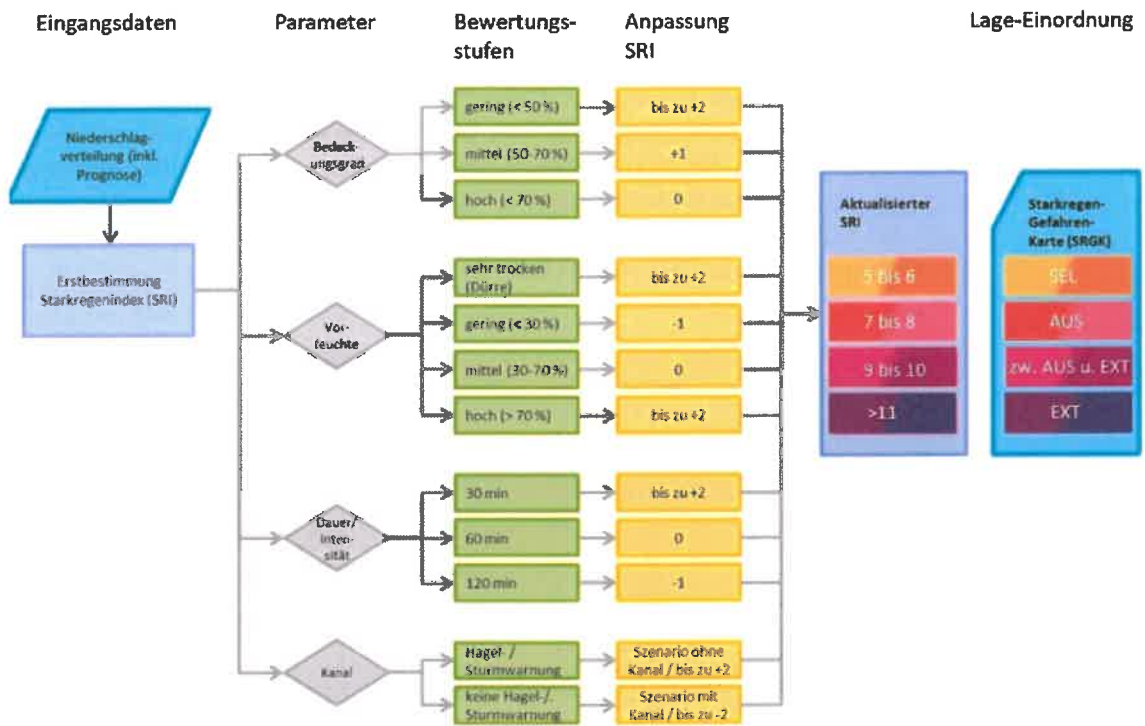 Eingangsdaten
Parameter
Bewertungs-
stufen
Anpassung
SRI
Lage-Einordnung
Niederschlag-
verteilung (inkl.
Prognose)
Erstbestimmung
Starkregenindex (SRI)
Bedeck-
ungsgrad
gering (< 50 %)
bis zu +2
mittel (50-70%)
+1
hoch (< 70 %)
0
Vor-
feuchte
sehr trocken
(Dürre)
bis zu +2
gering (< 30 %)
-1
mittel (30-70 %)
0
hoch (> 70 %)
bis zu +2
Dauer/
Inten-
sität
30 min
bis zu +2
60 min
0
120 min
-1
Kanal
Hagel-/
Sturmwarnung
Szenario ohne
Kanal / bis zu +2
keine Hagel-/.
Sturmwarnung
Szenario mit
Kanal / bis zu -2
Aktualisierter
SRI
5 bis 6
7 bis 8
9 bis 10
>11
Starkregen-
Gefahren-
Karte (SRGK)
SEL
AUS
zw. AUS u. EXT
EXT